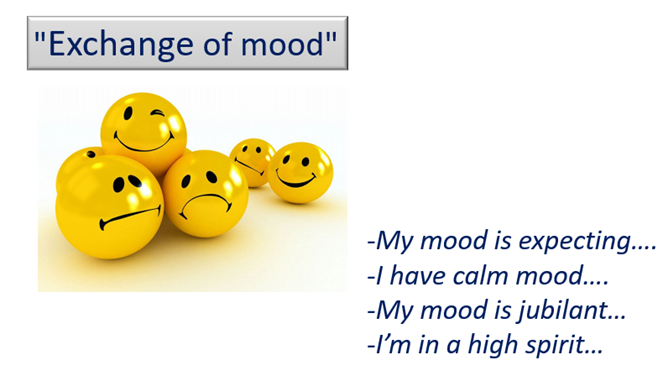 "Exchange of mood"
-My mood is expecting....
-I have calm mood....
-My mood is jubilant...
-I'm in a high spirit...